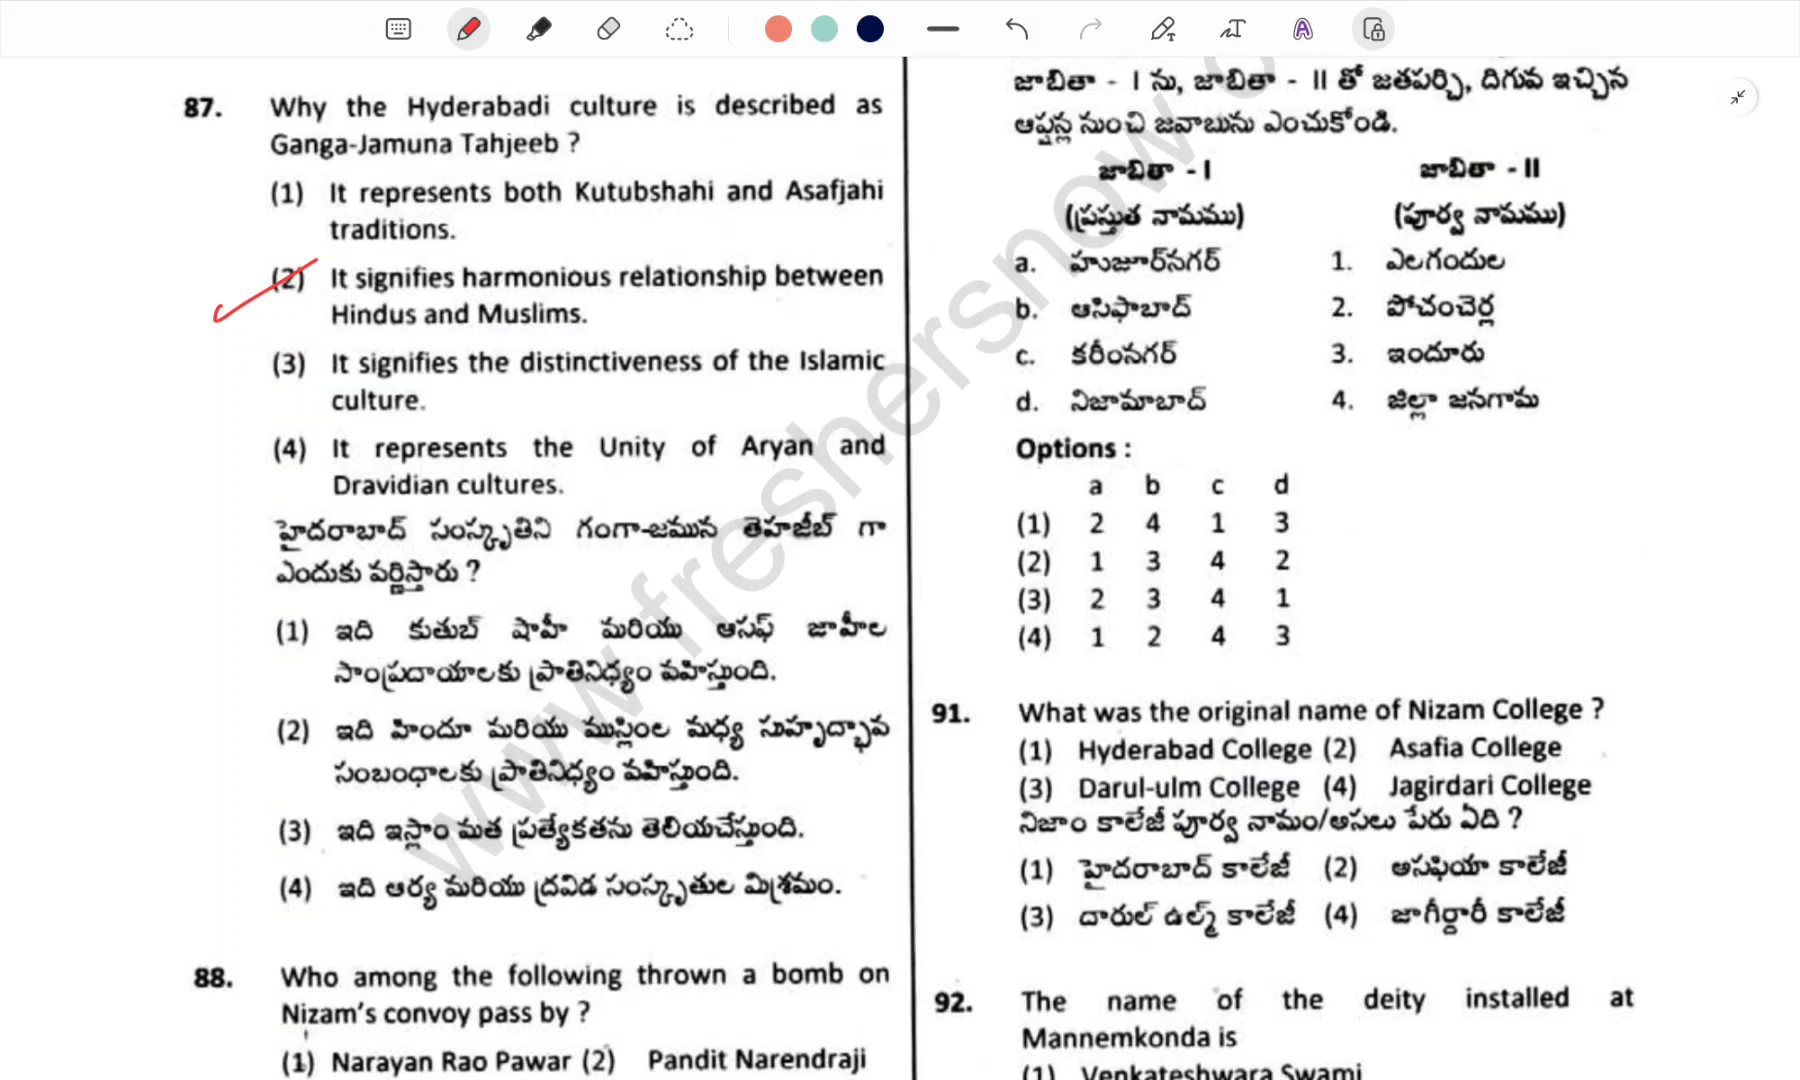 87. Why the Hyderabadi culture is described as
Ganga-Jamuna Tahjeeb ?
(1) It represents both Kutubshahi and Asafjahi
traditions.
(2) It signifies harmonious relationship between
Hindus and Muslims.
(3) It signifies the distinctiveness of the Islamic
culture.
(4) It represents the Unity of Aryan and
Dravidian cultures.
హైదరాబాద్ సంస్కృతిని గంగా-జమున తెహజీబ్ గా
ఎందుకు వర్ణిస్తారు ?
(1) ఇది కుతుబ్ షాహీ మరియు ఆసఫ్ జాహీల
సాంప్రదాయాలకు ప్రాతినిధ్యం వహిస్తుంది.
(2) ఇది హిందూ మరియు ముస్లింల మధ్య సుహృద్భావ
సంబంధాలకు ప్రాతినిధ్యం వహిస్తుంది.
(3) ఇది ఇస్లాం మత ప్రత్యేకతను తెలియచేస్తుంది.
(4) ఇది ఆర్య మరియు ద్రవిడ సంస్కృతుల మిశ్రమం.
88. Who among the following thrown a bomb on
Nizam's convoy pass by ?
(1) Narayan Rao Pawar (2) Pandit Narendraji
జాబితా - I ను, జాబితా - II తో జతపర్చి, దిగువ ఇచ్చిన
ఆప్షన్ల నుంచి జవాబును ఎంచుకోండి.
జాబితా - I జాబితా - II
(ప్రస్తుత నామము) (పూర్వ నామము)
a. హుజూర్‌నగర్ 1. ఎలగందుల
b. ఆసిఫాబాద్ 2. పోచంచెర్ల
c. కరీంనగర్ 3. ఇందూరు
d. నిజామాబాద్ 4. జిల్లా జనగామ
Options :
a b c d
(1) 2 4 1 3
(2) 1 3 4 2
(3) 2 3 4 1
(4) 1 2 4 3
91. What was the original name of Nizam College ?
(1) Hyderabad College (2) Asafia College
(3) Darul-ulm College (4) Jagirdari College
నిజాం కాలేజీ పూర్వ నామం/అసలు పేరు ఏది ?
(1) హైదరాబాద్ కాలేజీ (2) అసఫియా కాలేజీ
(3) దారుల్ ఉల్మ్ కాలేజీ (4) జాగీర్దారీ కాలేజీ
92. The name of the deity installed at
Mannemkonda is
(1) Venkateshwara Swami
www.freshersnow.c